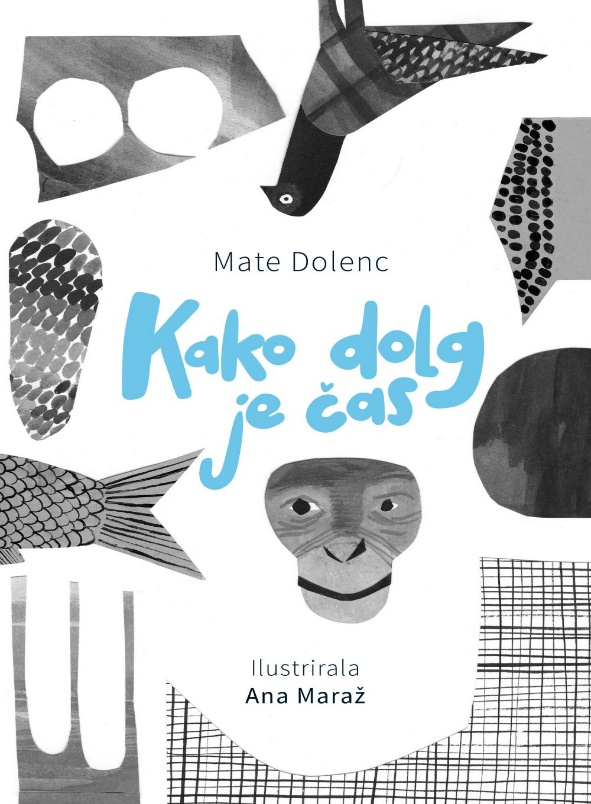 Mate Dolenc
Kako dolg
je čas
Ilustrirala
Ana Maraž